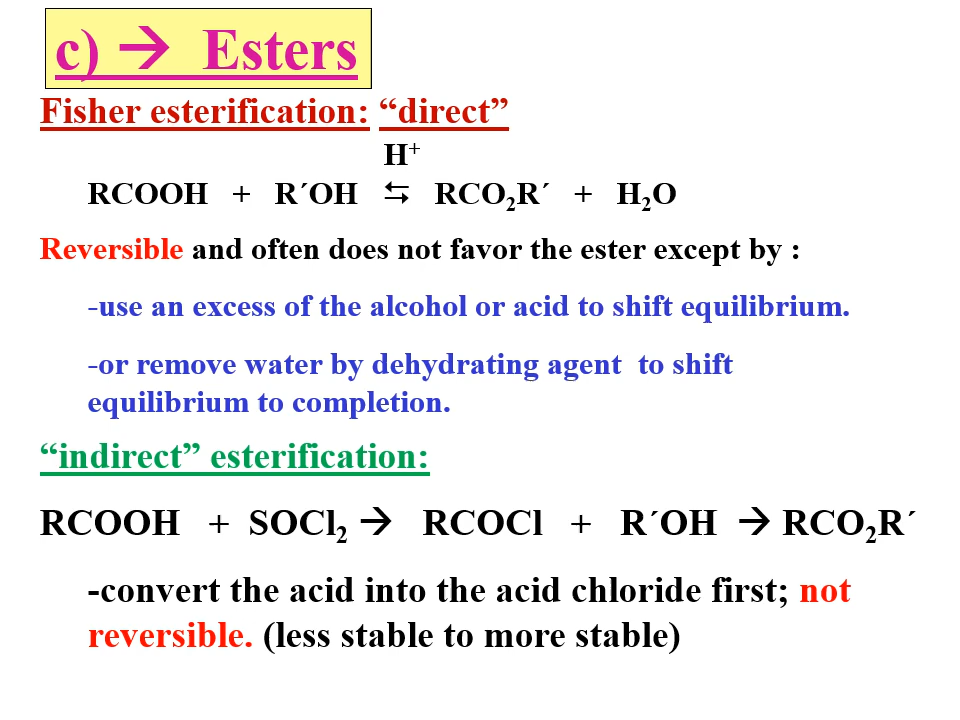 c) → Esters
Fisher esterification: “direct”
H⁺
RCOOH + R´OH ⇆ RCO₂R´ + H₂O
Reversible and often does not favor the ester except by :
-use an excess of the alcohol or acid to shift equilibrium.
-or remove water by dehydrating agent to shift
equilibrium to completion.
“indirect” esterification:
RCOOH + SOCl₂ → RCOCl + R´OH → RCO₂R´
-convert the acid into the acid chloride first; not
reversible. (less stable to more stable)